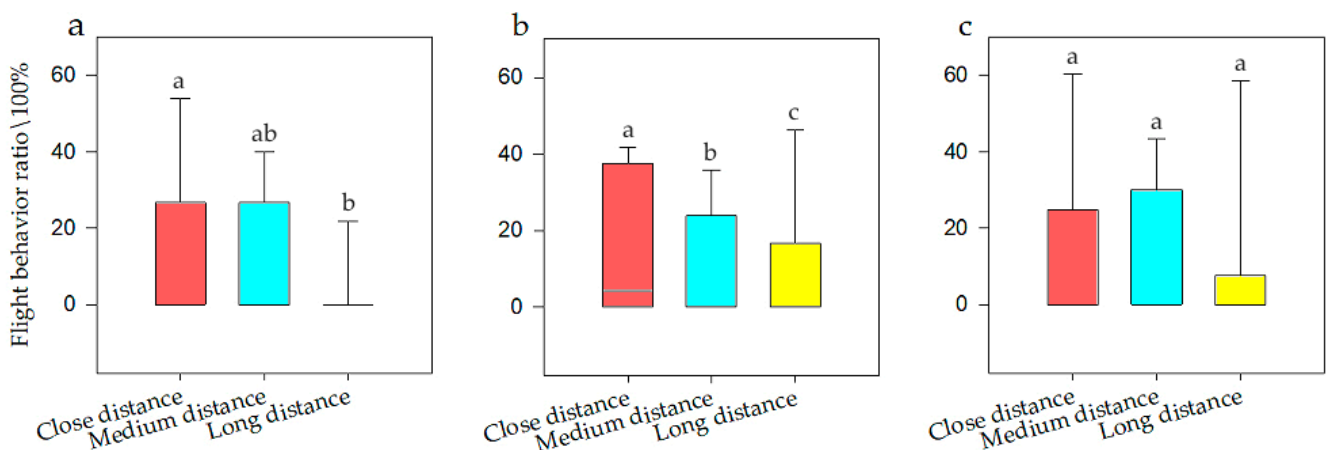 a
Flight behavior ratio\100%
60
40
20
0
a
ab
b
Close distance
Medium distance
Long distance
b
60
40
20
0
a
b
c
Close distance
Medium distance
Long distance
c
60
40
20
0
a
a
a
Close distance
Medium distance
Long distance